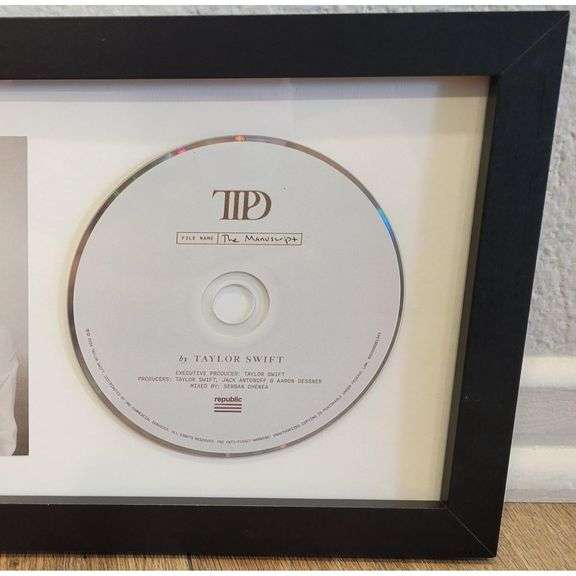 TTPD
FILE NAME The Manuscript
by TAYLOR SWIFT
EXECUTIVE PRODUCER: TAYLOR SWIFT
PRODUCERS: TAYLOR SWIFT, JACK ANTONOFF & AARON DESSNER
MIXED BY: SERBAN GHENEA
republic